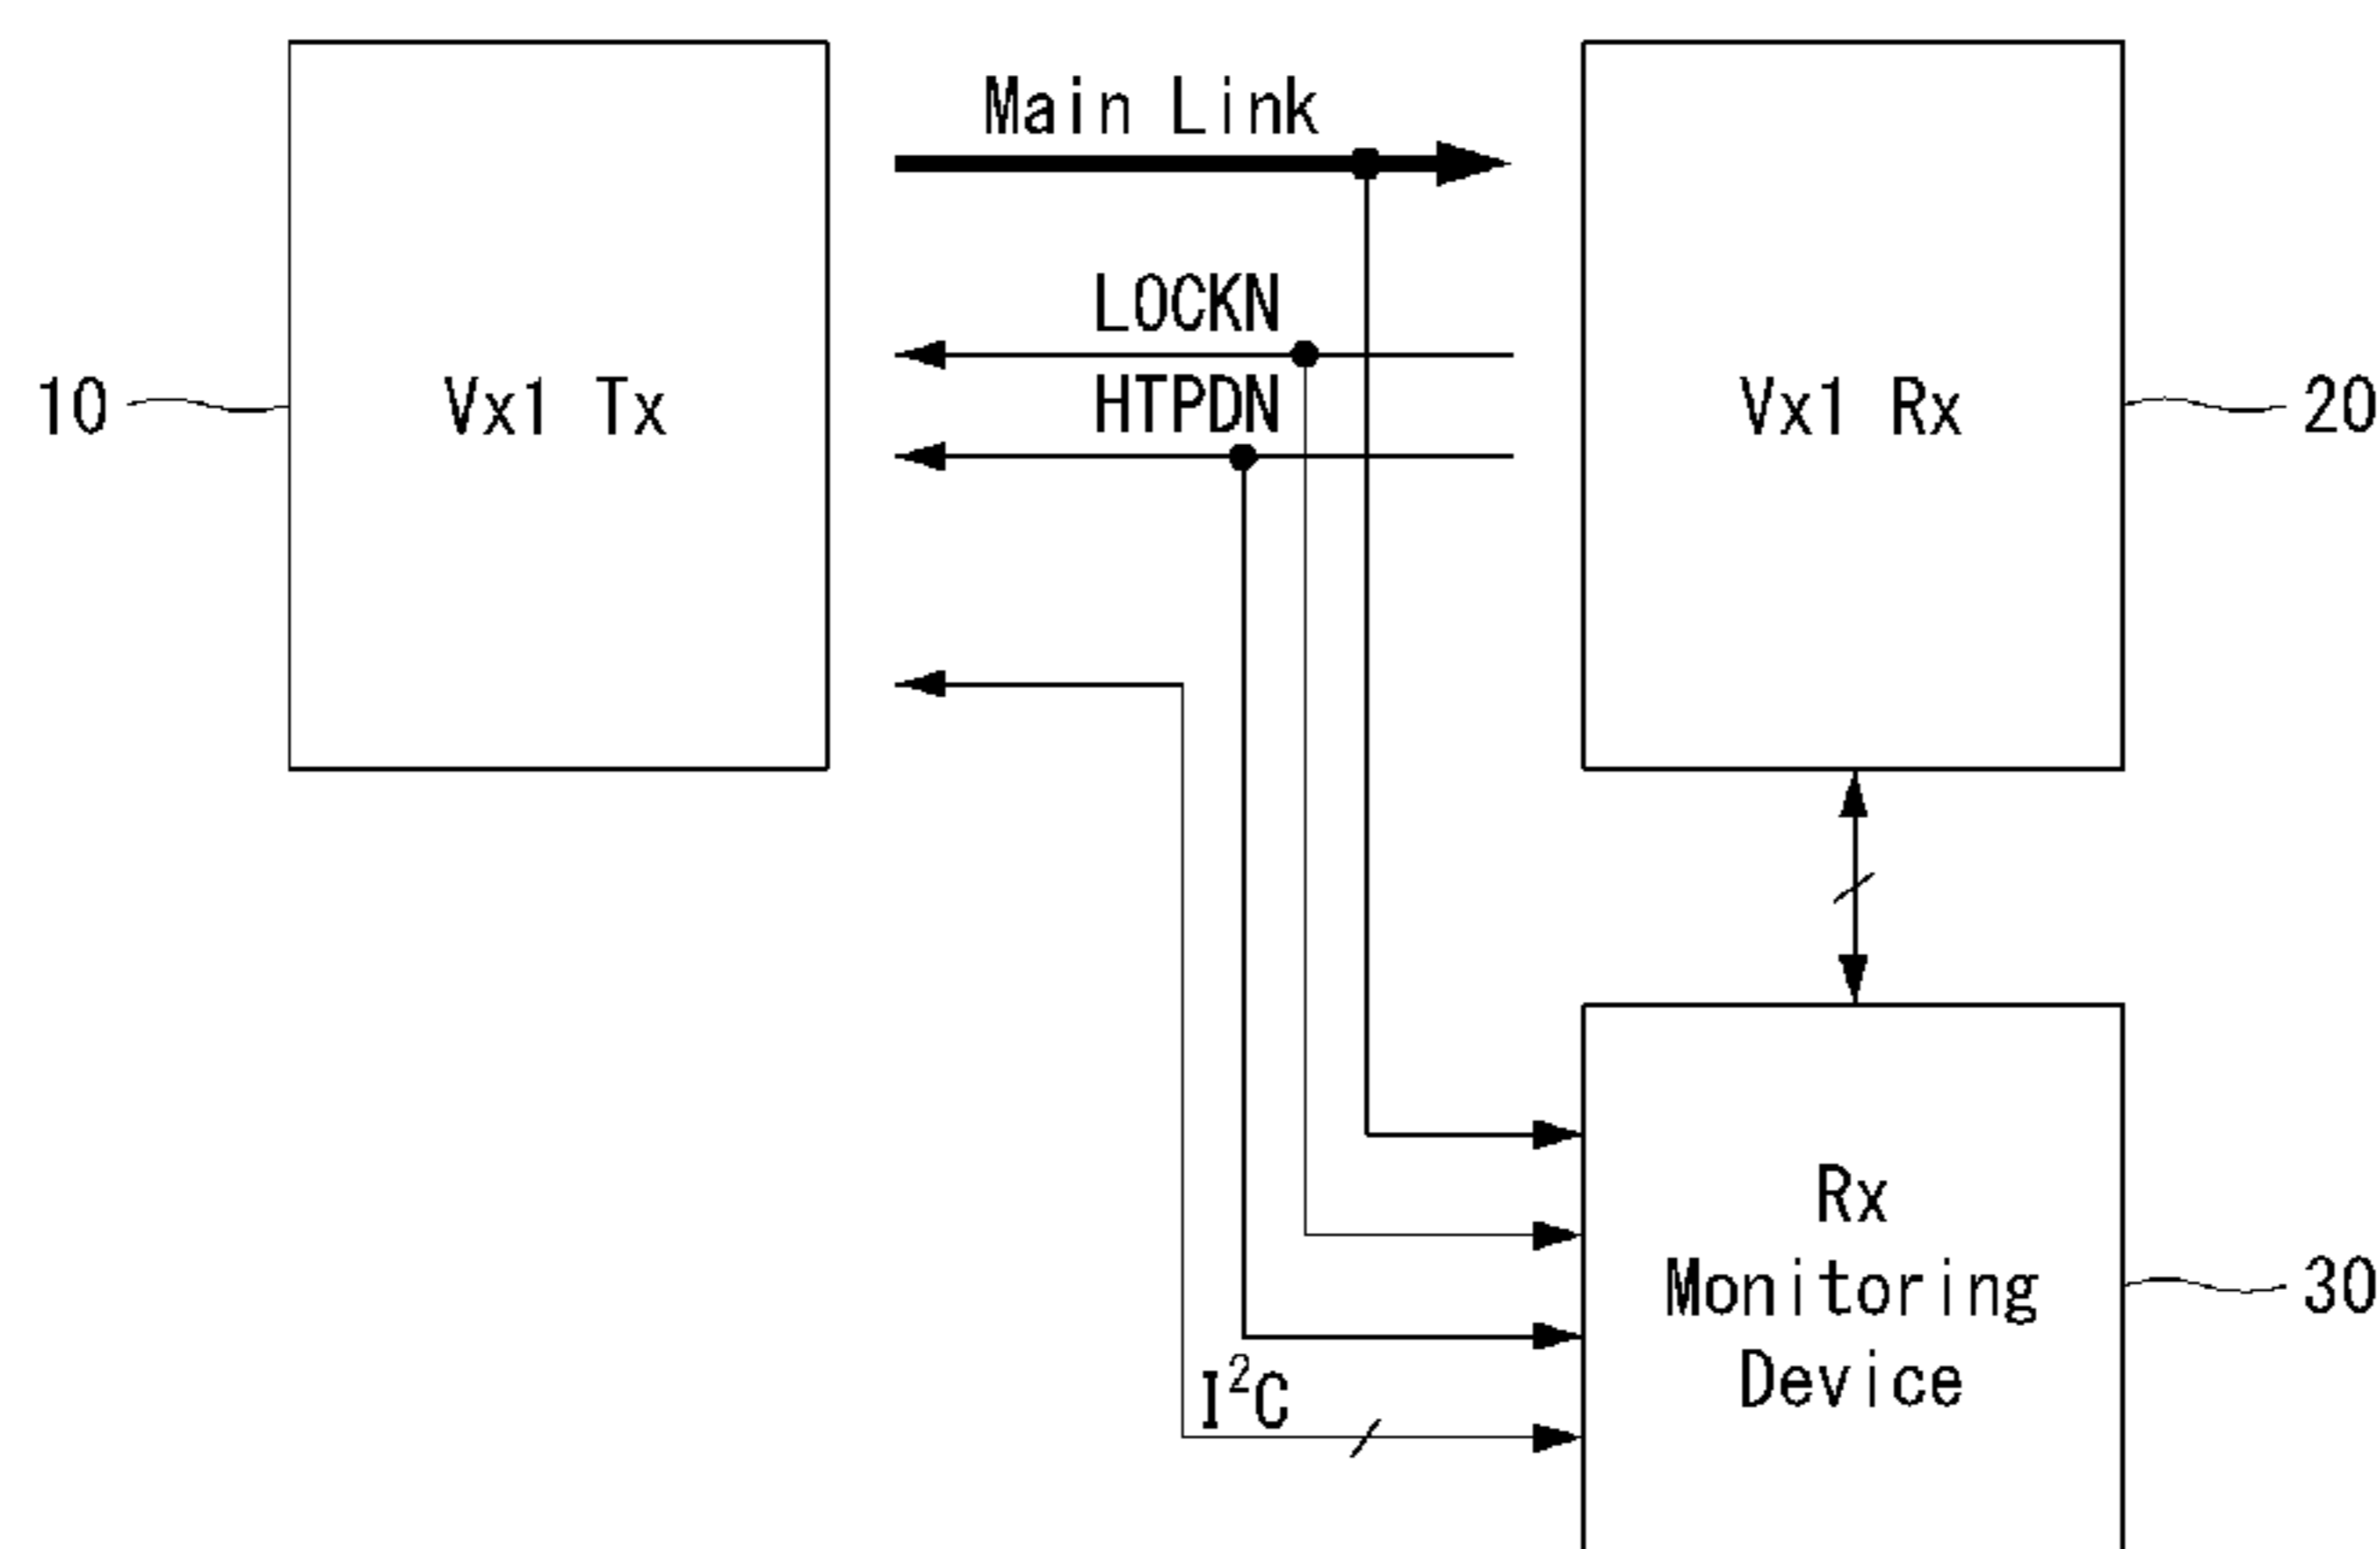 Main Link
LOCKN
HTPDN
10
Vx1 Tx
Vx1 Rx
20
Rx
Monitoring
Device
30
I²C